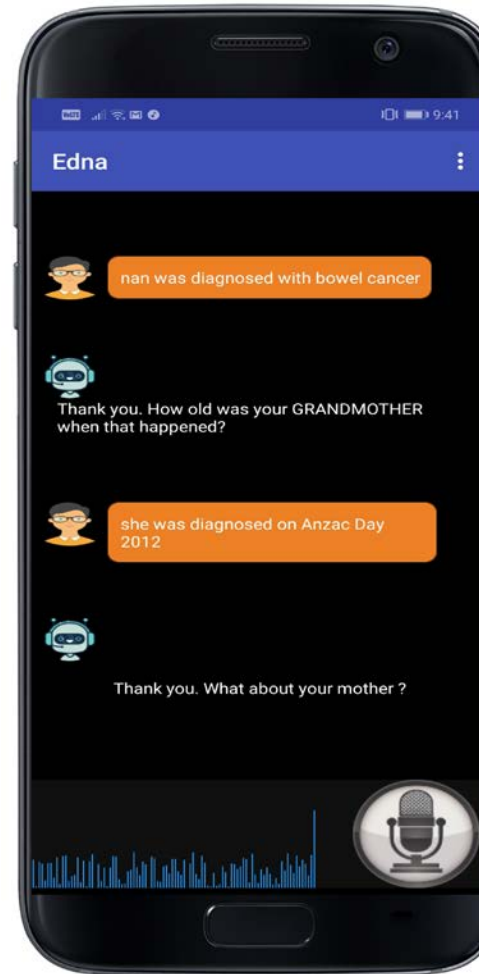 9:41
Edna
nan was diagnosed with bowel cancer
Thank you. How old was your GRANDMOTHER
when that happened?
she was diagnosed on Anzac Day
2012
Thank you. What about your mother ?